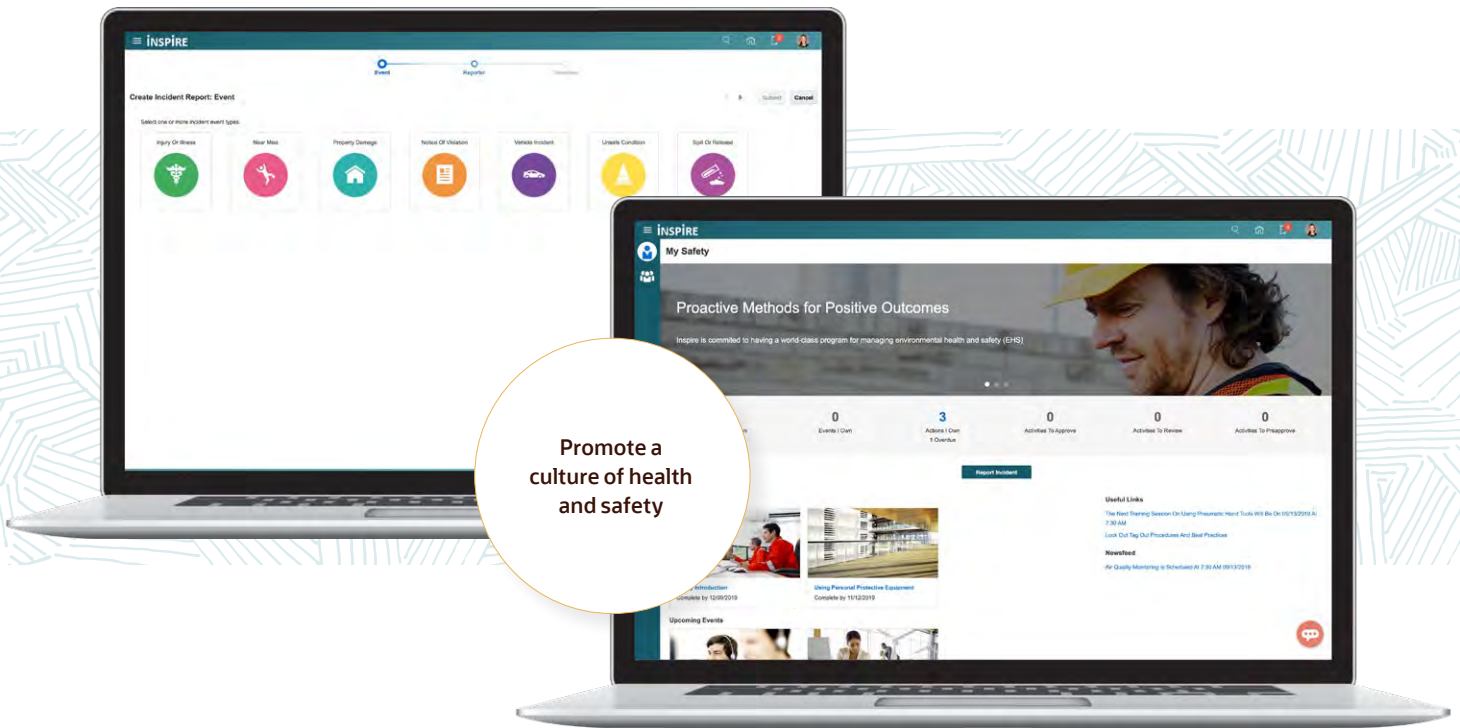 INSPIRE
Event
Reporter
Create Incident Report: Event
Submit
Cancel
Select one or more incident event types.
Injury Or Illness
Near Miss
Property Damage
Notice Of Violation
Vehicle Incident
Unsafe Condition
Spill Or Release
INSPIRE
My Safety
Proactive Methods for Positive Outcomes
Inspire is commited to having a world-class program for managing environmental health and safety (EHS)
0
Events I Own
3
Actions I Own
1 Overdue
0
Activities To Approve
0
Activities To Review
0
Activities To Preapprove
Report Incident
Promote a
culture of health
and safety
Introduction
Complete by 12/09/2019
Using Personal Protective Equipment
Complete by 11/12/2019
Useful Links
The Next Training Session On Using Pneumatic Hand Tools Will Be On 05/13/2019 At
7:30 AM
Lock Out Tag Out Procedures And Best Practices
Newsfeed
Air Quality Monitoring is Scheduled At 7:30 AM 09/13/2019
Upcoming Events